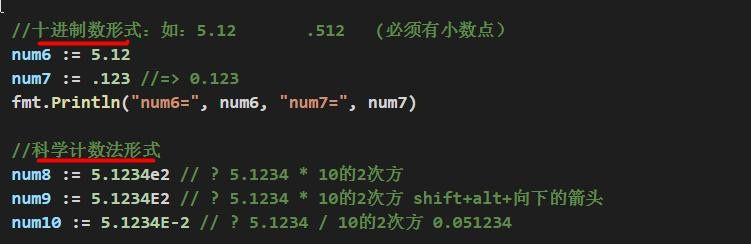 //十进制数形式：如：5.12 .512 (必须有小数点）
num6 := 5.12
num7 := .123 //=> 0.123
fmt.Println("num6=", num6, "num7=", num7)
//科学计数法形式
num8 := 5.1234e2 // ? 5.1234 * 10的2次方
num9 := 5.1234E2 // ? 5.1234 * 10的2次方 shift+alt+向下的箭头
num10 := 5.1234E-2 // ? 5.1234 / 10的2次方 0.051234